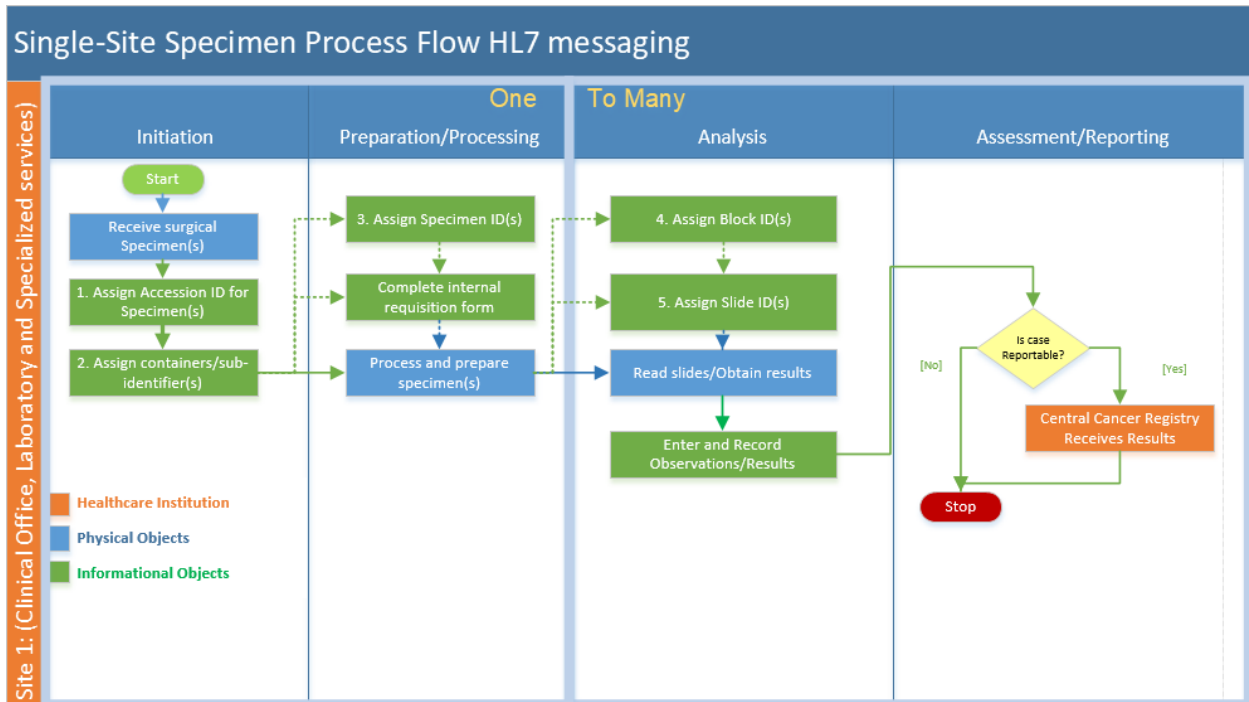 Single-Site Specimen Process Flow HL7 messaging
Site 1: (Clinical Office, Laboratory and Specialized services)
One
To Many
Initiation
Preparation/Processing
Analysis
Assessment/Reporting
Start
Receive surgical
Specimen(s)
1. Assign Accession ID for
Specimen(s)
2. Assign containers/sub-
identifier(s)
3. Assign Specimen ID(s)
Complete internal
requisition form
Process and prepare
specimen(s)
4. Assign Block ID(s)
5. Assign Slide ID(s)
Read slides/Obtain results
Enter and Record
Observations/Results
Is case
Reportable?
[No]
[Yes]
Central Cancer Registry
Receives Results
Stop
Healthcare Institution
Physical Objects
Informational Objects